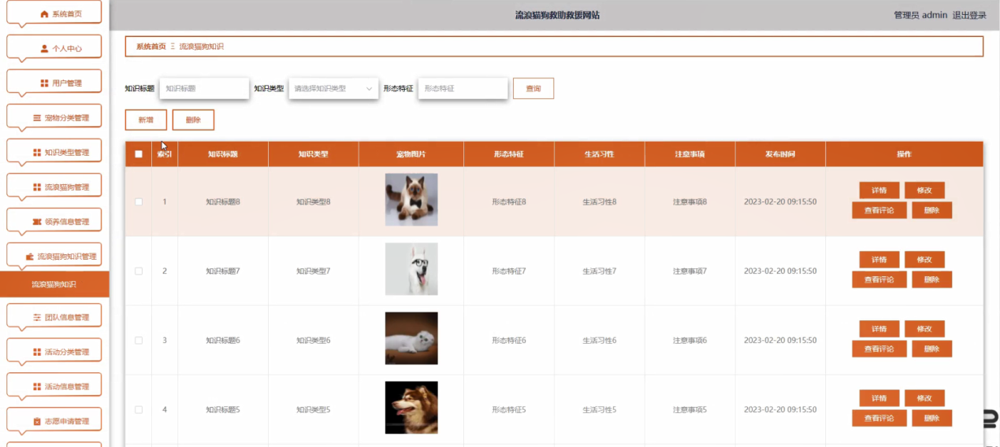 流浪猫狗救助救援网站
管理员 admin 退出登录
系统首页
个人中心
用户管理
宠物分类管理
知识类型管理
流浪猫狗管理
领养信息管理
流浪猫狗知识管理
流浪猫狗知识
团队信息管理
活动分类管理
活动信息管理
志愿申请管理
系统首页 Ξ 流浪猫狗知识
知识标题 知识标题 知识类型 请选择知识类型 形态特征 形态特征 查询
新增 删除
索引 知识标题 知识类型 宠物图片 形态特征 生活习性 注意事项 发布时间 操作
1 知识标题8 知识类型8 形态特征8 生活习性8 注意事项8 2023-02-20 09:15:50 详情 修改
查看评论 删除
2 知识标题7 知识类型7 形态特征7 生活习性7 注意事项7 2023-02-20 09:15:50 详情 修改
查看评论 删除
3 知识标题6 知识类型6 形态特征6 生活习性6 注意事项6 2023-02-20 09:15:50 详情 修改
查看评论 删除
4 知识标题5 知识类型5 形态特征5 生活习性5 注意事项5 2023-02-20 09:15:50 详情 修改
查看评论 删除